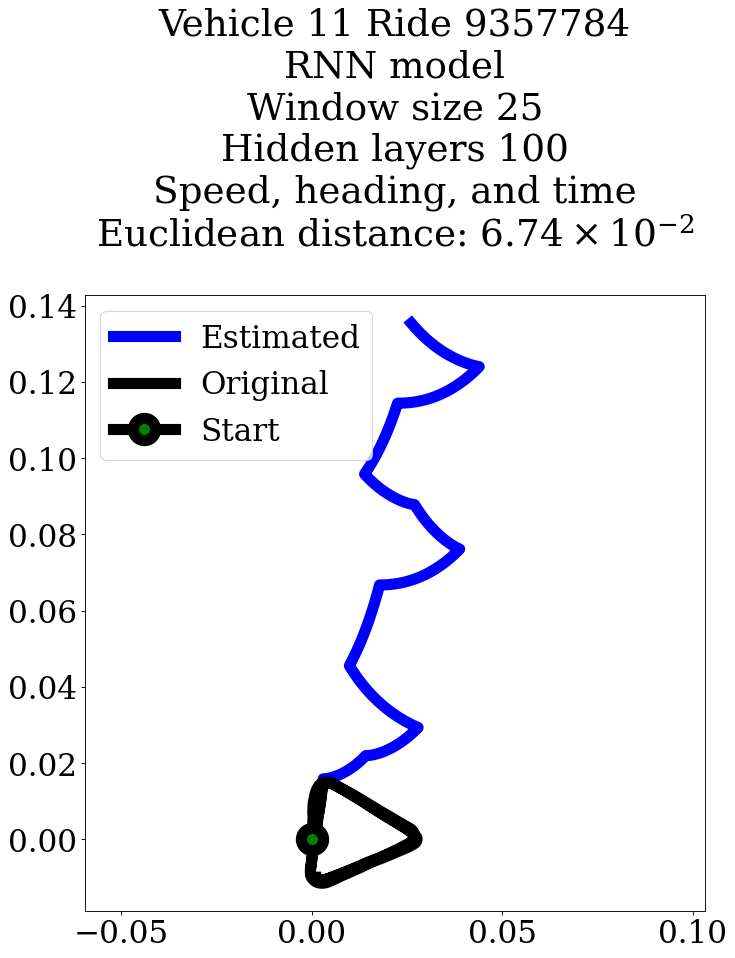 Vehicle 11 Ride 9357784
RNN model
Window size 25
Hidden layers 100
Speed, heading, and time
Euclidean distance: 6.74 × 10⁻²
0.14
0.12
0.10
0.08
0.06
0.04
0.02
0.00
Estimated
Original
Start
−0.05
0.00
0.05
0.10